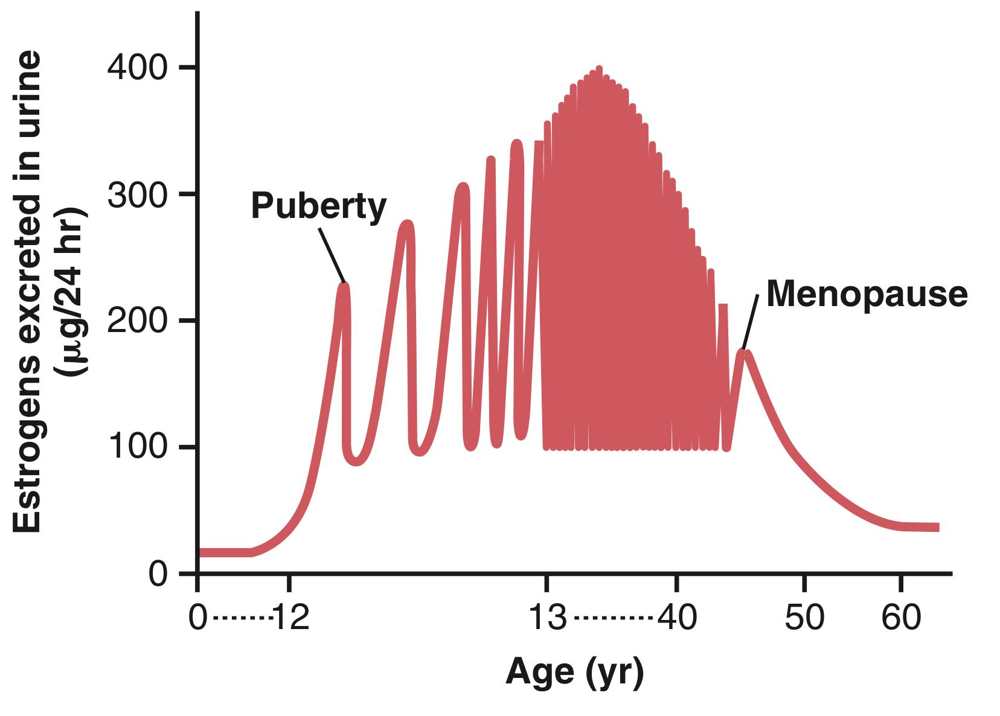 Estrogens excreted in urine
(µg/24 hr)
400
300
200
100
0
Puberty
Menopause
0........12
13..........40
50
60
Age (yr)